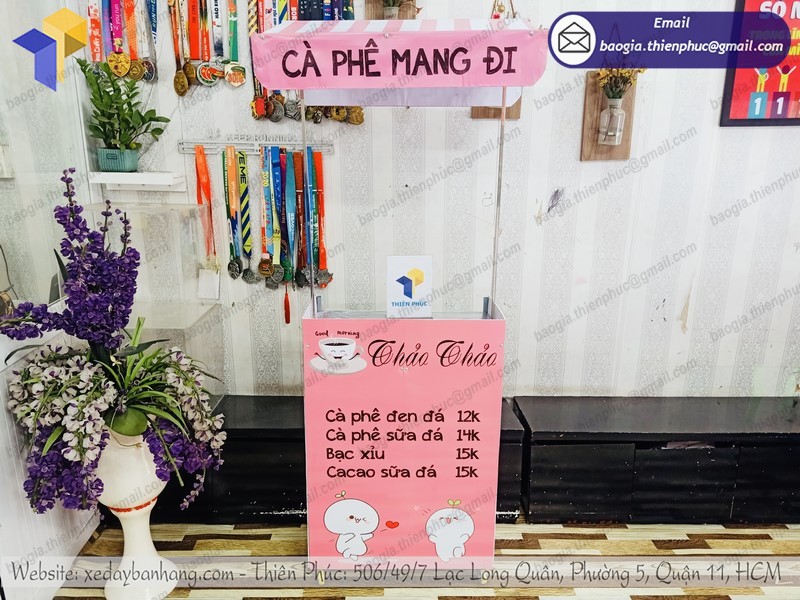 Email
baogia.thienphuc@gmail.com
CÀ PHÊ MANG ĐI
KEEP RUNNING
THIÊN PHÚC
Good morning
Thảo Thảo
Cà phê đen đá 12k
Cà phê sữa đá 14k
Bạc xỉu 15k
Cacao sữa đá 15k
Website: xedaybanhang.com - Thiên Phúc: 506/49/7 Lạc Long Quân, Phường 5, Quận 11, HCM